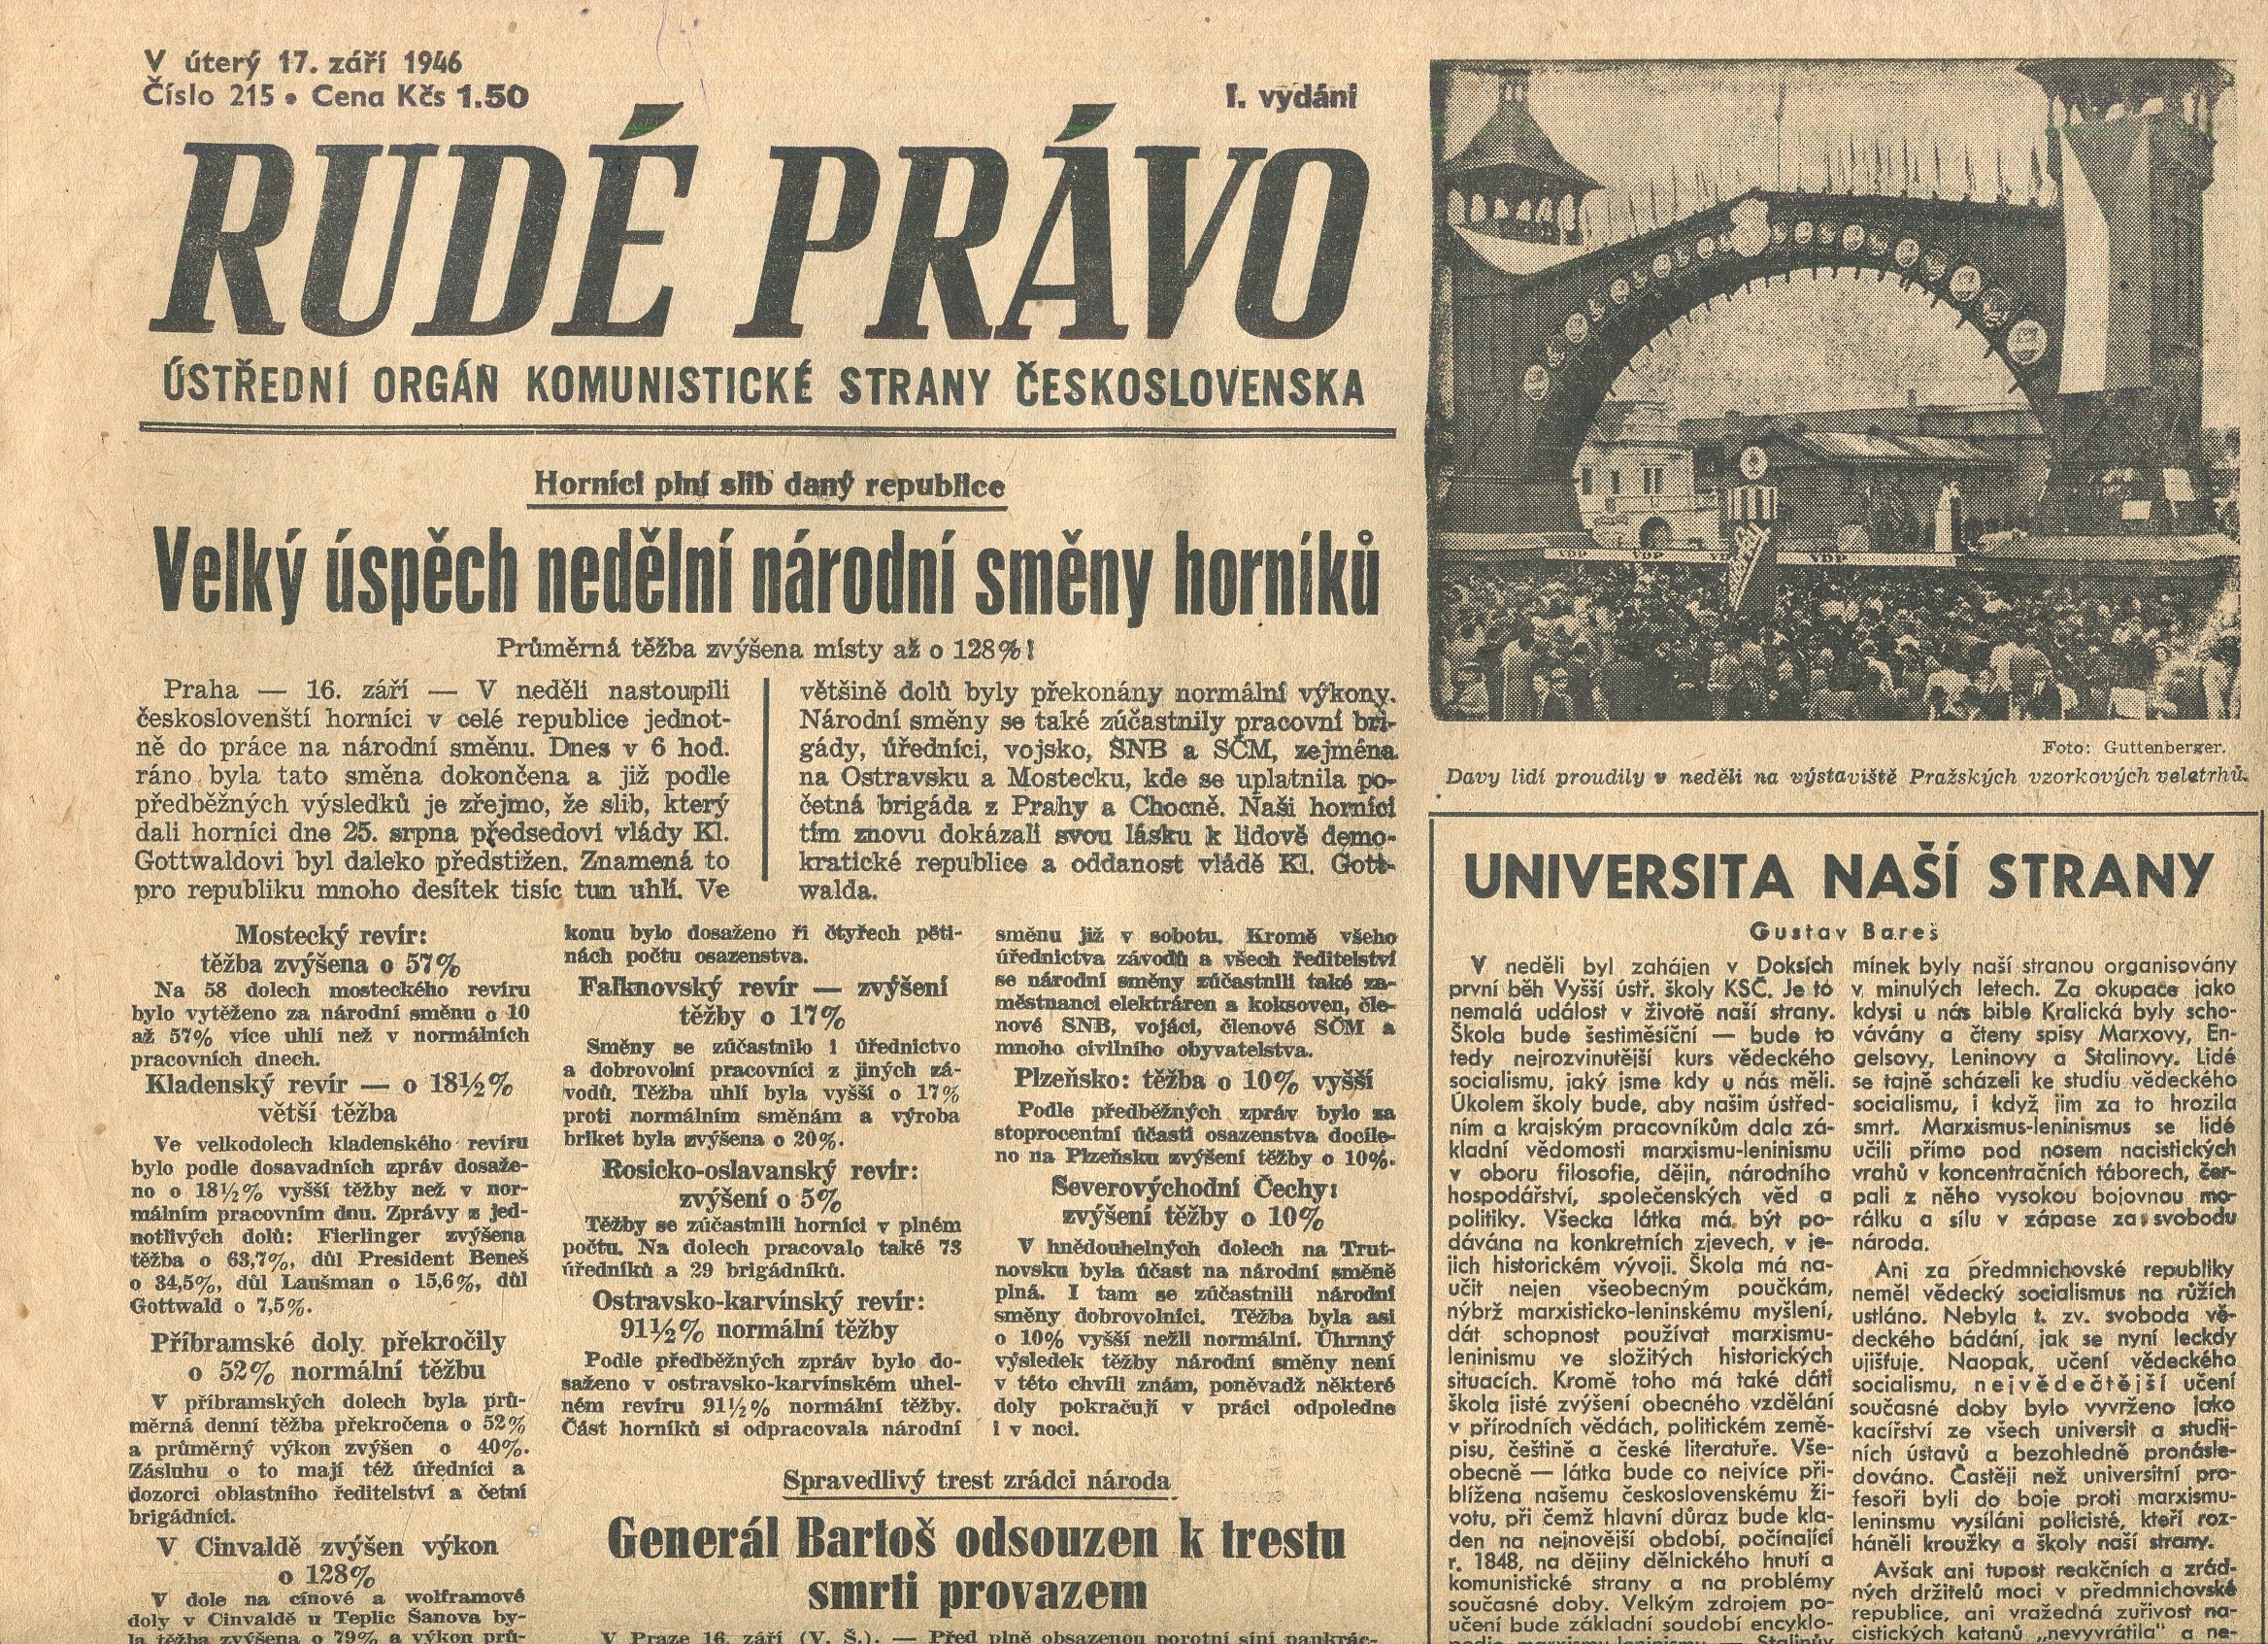 V úterý 17. září 1946
Číslo 215 • Cena Kčs 1.50
I. vydání
RUDÉ PRÁVO
ÚSTŘEDNÍ ORGÁN KOMUNISTICKÉ STRANY ČESKOSLOVENSKA
Horníci plní slib daný republice
Velký úspěch nedělní národní směny horníků
Průměrná těžba zvýšena místy až o 128%!
Praha — 16. září — V neděli nastoupili
českoslovenští horníci v celé republice jednot-
ně do práce na národní směnu. Dnes v 6 hod.
ráno byla tato směna dokončena a již podle
předběžných výsledků je zřejmo, že slib, který
dali horníci dne 25. srpna předsedovi vlády Kl.
Gottwaldovi byl daleko předstižen. Znamená to
pro republiku mnoho desítek tisíc tun uhlí. Ve
většině dolů byly překonány normální výkony.
Národní směny se také zúčastnily pracovní bri-
gády, úředníci, vojsko, SNB a SČM, zejména
na Ostravsku a Mostecku, kde se uplatnila po-
četná brigáda z Prahy a Chocně. Naši horníci
tím znovu dokázali svou lásku k lidově demo-
kratické republice a oddanost vládě Kl. Gott-
walda.
Mostecký revír:
těžba zvýšena o 57%
Na 58 dolech mosteckého revíru
bylo vytěženo za národní směnu o 10
až 57% více uhlí než v normálních
pracovních dnech.
Kladenský revír — o 18½%
větší těžba
Ve velkodolech kladenského revíru
bylo podle dosavadních zpráv dosaže-
no o 18½% vyšší těžby než v nor-
málním pracovním dnu. Zprávy z jed-
notlivých dolů: Fierlinger zvýšena
těžba o 63,7%, důl President Beneš
o 34,5%, důl Laušman o 15,6%, důl
Gottwald o 7,5%.
Příbramské doly překročily
o 52% normální těžbu
V příbramských dolech byla prů-
měrná denní těžba překročena o 52%
a průměrný výkon zvýšen o 40%.
Zásluhu o to mají též úředníci a
dozorci oblastního ředitelství a četní
brigádníci.
V Cinvaldě zvýšen výkon
o 128%
V dole na cínové a wolframové
doly v Cinvaldě u Teplic Šanova by-
la těžba zvýšena o 79% a výkon prů-
konu bylo dosaženo ři čtyřech pěti-
nách počtu osazenstva.
Falknovský revír — zvýšení
těžby o 17%
Směny se zúčastnilo i úřednictvo
a dobrovolní pracovníci z jiných zá-
vodů. Těžba uhlí byla vyšší o 17%
proti normálním směnám a výroba
briket byla zvýšena o 20%.
Rosicko-oslavanský revír:
zvýšení o 5%
Těžby se zúčastnili horníci v plném
počtu. Na dolech pracovalo také 73
úředníků a 29 brigádníků.
Ostravsko-karvínský revír:
91½% normální těžby
Podle předběžných zpráv bylo do-
saženo v ostravsko-karvínském uhel-
ném revíru 91½% normální těžby.
Část horníků si odpracovala národní
směnu již v sobotu. Kromě všeho
úřednictva závodů a všech ředitelství
se národní směny zúčastnili také za-
městnanci elektráren a koksoven, čle-
nové SNB, vojáci, členové SČM a
mnoho civilního obyvatelstva.
Plzeňsko: těžba o 10% vyšší
Podle předběžných zpráv bylo za
stoprocentní účasti osazenstva docíle-
no na Plzeňsku zvýšení těžby o 10%.
Severovýchodní Čechy:
zvýšení těžby o 10%
V hnědouhelných dolech na Trut-
novsku byla účast na národní směně
plná. I tam se zúčastnili národní
směny dobrovolníci. Těžba byla asi
o 10% vyšší nežli normální. Úhrnný
výsledek těžby národní směny není
v této chvíli znám, poněvadž některé
doly pokračují v práci odpoledne
i v noci.
Spravedlivý trest zrádci národa
Generál Bartoš odsouzen k trestu
smrti provazem
V Praze 16. září (V. Š.). — Před plně obsazenou porotní síní pankrác-
VDP VDP VDP
Foto: Guttenberger.
Davy lidí proudily v neděli na výstaviště Pražských vzorkových veletrhů.
UNIVERSITA NAŠÍ STRANY
Gustav Bareš
V neděli byl zahájen v Doksích
první běh Vyšší ústř. školy KSČ. Je to
nemalá událost v životě naší strany.
Škola bude šestiměsíční — bude to
tedy nejrozvinutější kurs vědeckého
socialismu, jaký jsme kdy u nás měli.
Úkolem školy bude, aby našim ústřed-
ním a krajským pracovníkům dala zá-
kladní vědomosti marxismu-leninismu
v oboru filosofie, dějin, národního
hospodářství, společenských věd a
politiky. Všecka látka má být po-
dávána na konkretních zjevech, v je-
jich historickém vývoji. Škola má na-
učit nejen všeobecným poučkám,
nýbrž marxisticko-leninskému myšlení,
dát schopnost používat marxismu-
leninismu ve složitých historických
situacích. Kromě toho má také dáti
škola jisté zvýšení obecného vzdělání
v přírodních vědách, politickém země-
pisu, češtině a české literatuře. Vše-
obecně — látka bude co nejvíce při-
blížena našemu československému ži-
votu, při čemž hlavní důraz bude kla-
den na nejnovější období, počínající
r. 1848, na dějiny dělnického hnutí a
komunistické strany a na problémy
současné doby. Velkým zdrojem po-
učení bude základní soudobí encyklo-
pedie marxismu-leninismu — Stalinův
mínek byly naší stranou organisovány
v minulých letech. Za okupace jako
kdysi u nás bible Kralická byly scho-
vávány a čteny spisy Marxovy, En-
gelsovy, Leninovy a Stalinovy. Lidé
se tajně scházeli ke studiu vědeckého
socialismu, i když jim za to hrozila
smrt. Marxismus-leninismus se lidé
učili přímo pod nosem nacistických
vrahů v koncentračních táborech, čer-
pali z něho vysokou bojovnou mo-
rálku a sílu v zápase za svobodu
národa.
Ani za předmnichovské republiky
neměl vědecký socialismus na růžích
ustláno. Nebyla t. zv. svoboda vě-
deckého bádání, jak se nyní leckdy
ujišťuje. Naopak, učení vědeckého
socialismu, nejvědečtější učení
současné doby bylo vyvrženo jako
kacířství ze všech universit a studij-
ních ústavů a bezohledně pronásle-
dováno. Častěji než universitní pro-
fesoři byli do boje proti marxismu-
leninsmu vysíláni policisté, kteří roz-
háněli kroužky a školy naší strany.
Avšak ani tupost reakčních a zrád-
ných držitelů moci v předmnichovské
republice, ani vražedná zuřivost na-
cistických katanů „nevyvrátila" a ne-